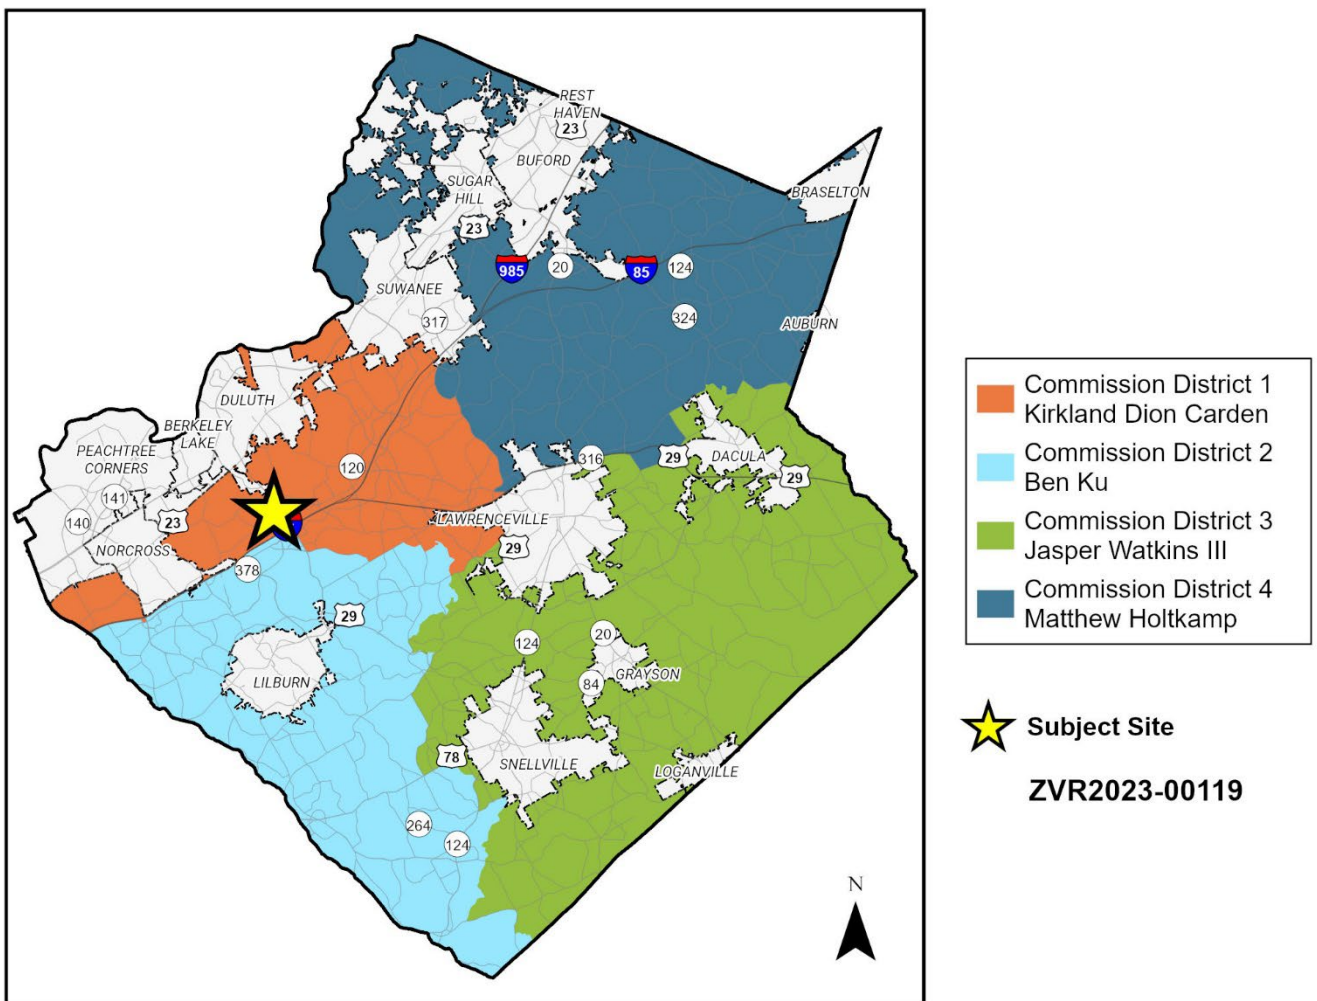 REST
HAVEN
23
BUFORD
SUGAR
HILL
BRASELTON
23
985
20
85
124
SUWANEE
317
324
AUBURN
DULUTH
BERKELEY
LAKE
PEACHTREE
CORNERS
120
316
29
DACULA
29
141
140
23
NORCROSS
LAWRENCEVILLE
29
378
29
LILBURN
124
20
84
GRAYSON
78
SNELLVILLE
LOGANVILLE
264
124
N
Commission District 1
Kirkland Dion Carden
Commission District 2
Ben Ku
Commission District 3
Jasper Watkins III
Commission District 4
Matthew Holtkamp
Subject Site
ZVR2023-00119